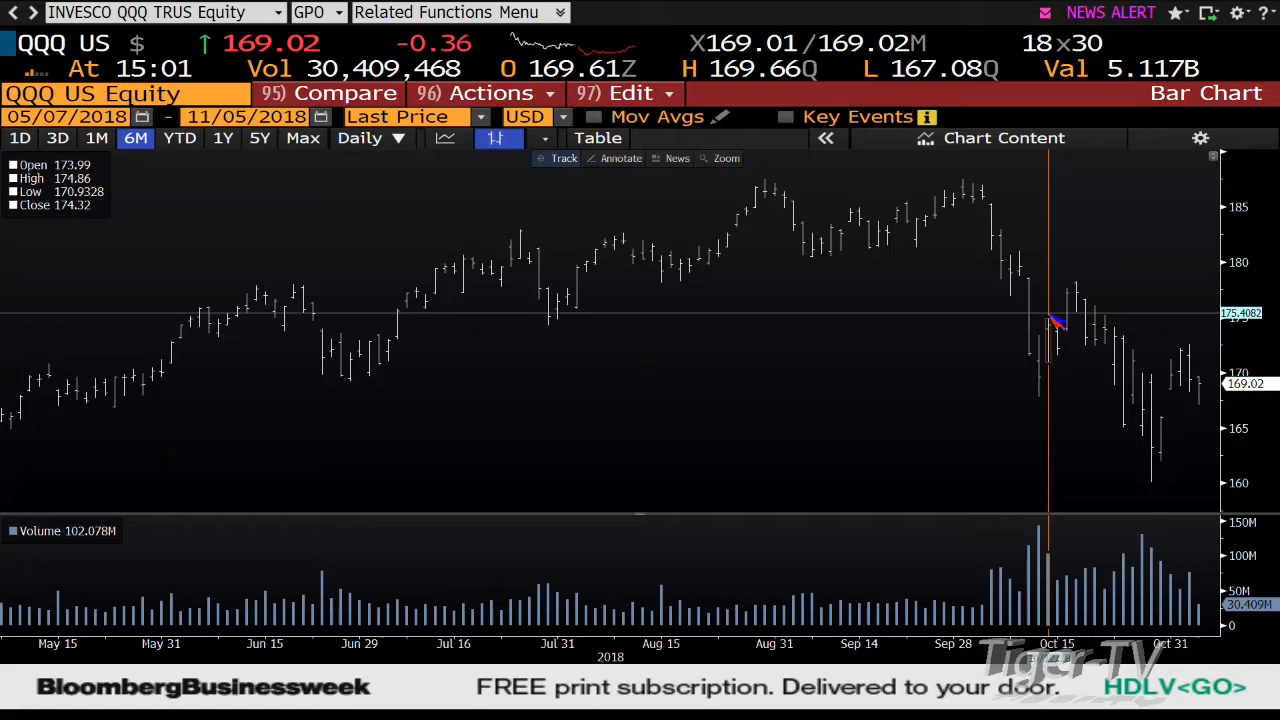 INVESCO QQQ TRUS Equity GPO Related Functions Menu NEWS ALERT ?
QQQ US $ ↑ 169.02 -0.36 X169.01 /169.02M 18 x30
At 15:01 Vol 30,409,468 O 169.61Z H 169.66Q L 167.08Q Val 5.117B
QQQ US Equity 95) Compare 96) Actions 97) Edit Bar Chart
05/07/2018 - 11/05/2018 Last Price USD Mov Avgs Key Events i
1D 3D 1M 6M YTD 1Y 5Y Max Daily ▼ Table « Chart Content
Track Annotate News Zoom
Open 173.99
High 174.86
Low 170.9328
Close 174.32
185
180
175.4082
170
169.02
165
160
Volume 102.078M
150M
100M
50M
30.409M
0
May 15 May 31 Jun 15 Jun 29 Jul 16 Jul 31 Aug 15 Aug 31 Sep 14 Sep 28 Oct 15 Oct 31
2018
Tiger-TV
BloombergBusinessweek FREE print subscription. Delivered to your door. HDLV<GO>